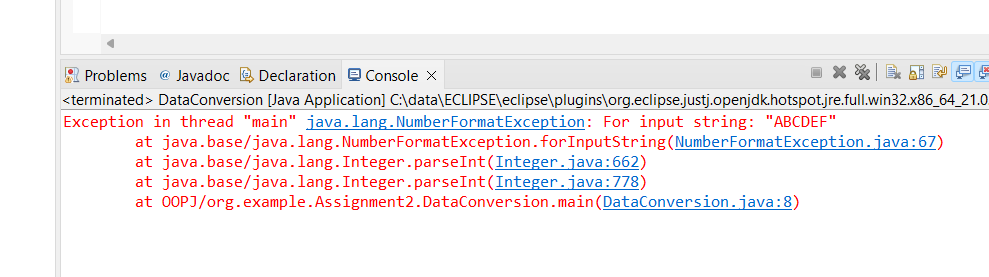 Problems @ Javadoc Declaration Console
<terminated> DataConversion [Java Application] C:\data\ECLIPSE\eclipse\plugins\org.eclipse.justj.openjdk.hotspot.jre.full.win32.x86_64_21.0
Exception in thread "main" java.lang.NumberFormatException: For input string: "ABCDEF"
at java.base/java.lang.NumberFormatException.forInputString(NumberFormatException.java:67)
at java.base/java.lang.Integer.parseInt(Integer.java:662)
at java.base/java.lang.Integer.parseInt(Integer.java:778)
at OOPJ/org.example.Assignment2.DataConversion.main(DataConversion.java:8)